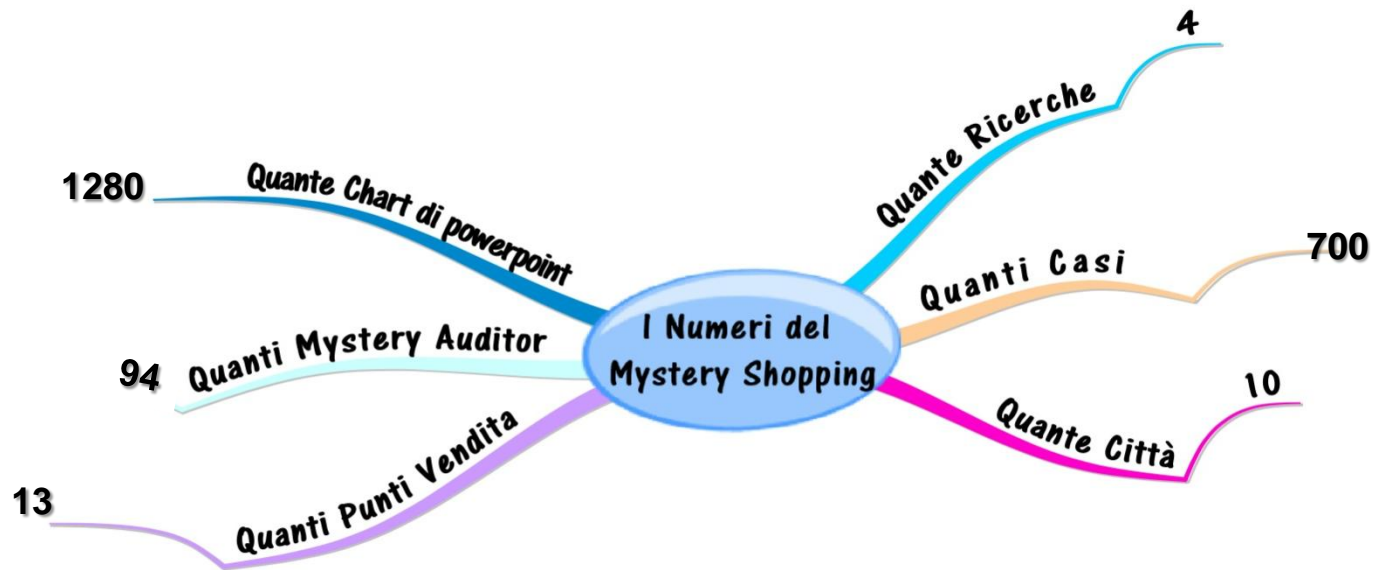 I Numeri del
Mystery Shopping
Quante Ricerche
4
Quanti Casi
700
Quante Città
10
Quanti Punti Vendita
13
Quanti Mystery Auditor
94
Quante Chart di powerpoint
1280